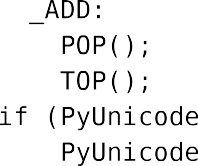 _ADD:
POP();
TOP();
if (PyUnicode
PyUnicode